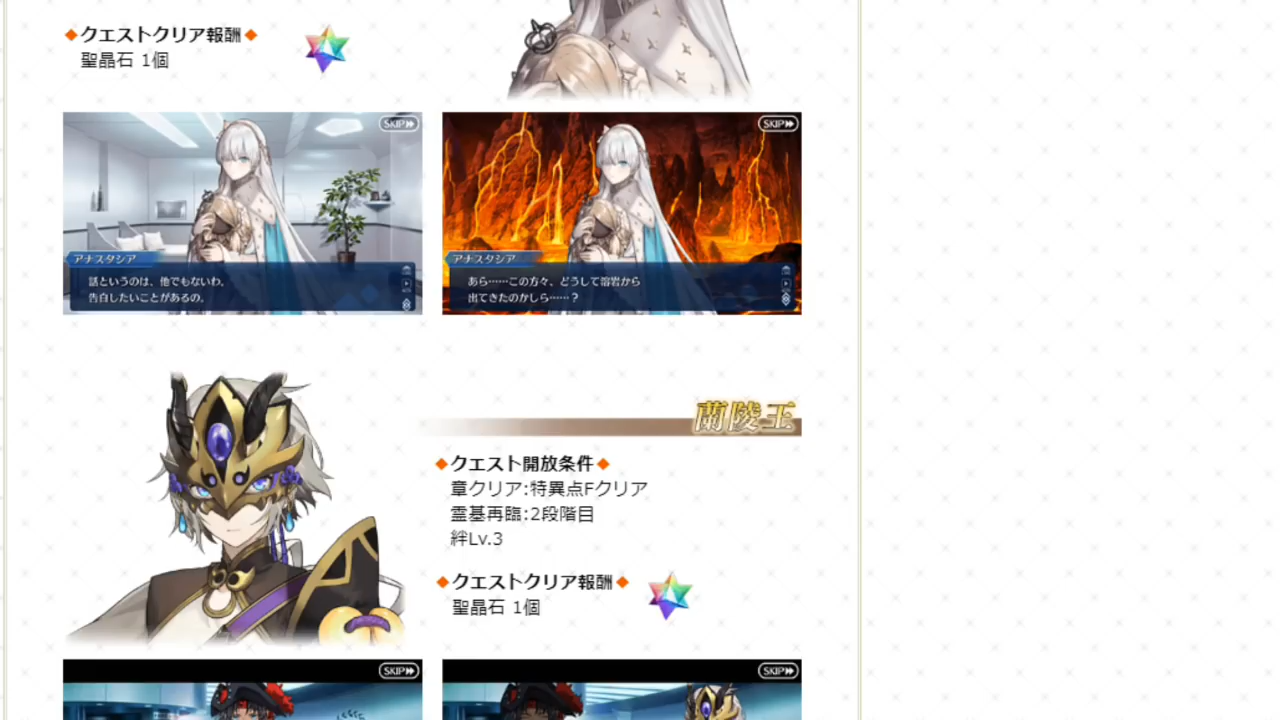 ◆クエストクリア報酬◆
聖晶石 1個
SKIP
アナスタシア
話というのは、他でもないわ。
告白したいことがあるの。
SKIP
アナスタシア
あら……この方々、どうして溶岩から
出てきたのかしら……？
蘭陵王
◆クエスト開放条件◆
章クリア:特異点Fクリア
霊基再臨:2段階目
絆Lv.3
◆クエストクリア報酬◆
聖晶石 1個
SKIP
SKIP